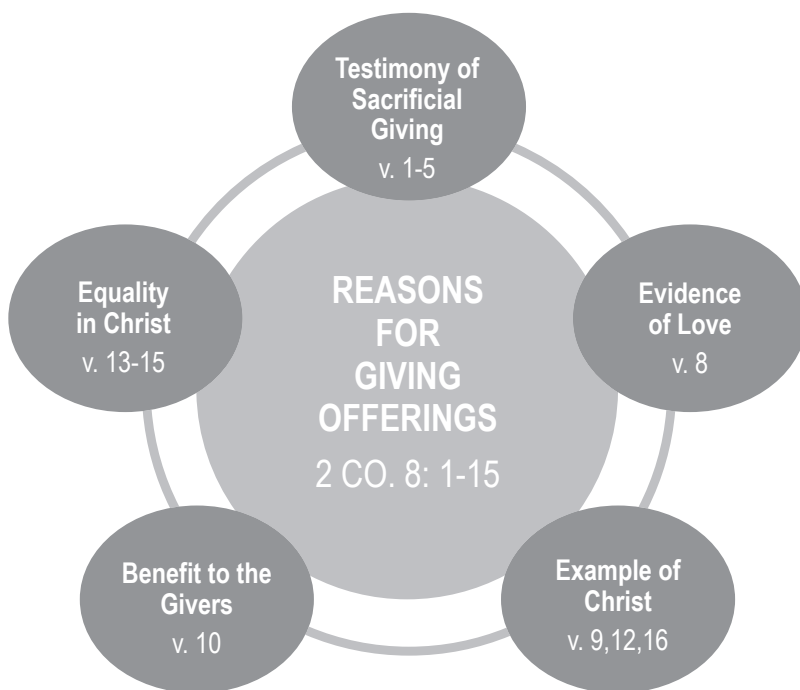 REASONS
FOR
GIVING
OFFERINGS
2 CO. 8: 1-15
Testimony of
Sacrificial
Giving
v. 1-5
Evidence
of Love
v. 8
Example of
Christ
v. 9,12,16
Benefit to the
Givers
v. 10
Equality
in Christ
v. 13-15